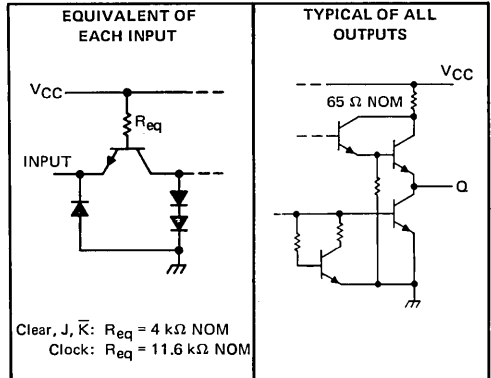 EQUIVALENT OF
EACH INPUT
VCC
Req
INPUT
Clear, J, K̅: Req = 4 kΩ NOM
Clock: Req = 11.6 kΩ NOM
TYPICAL OF ALL
OUTPUTS
VCC
65 Ω NOM
Q